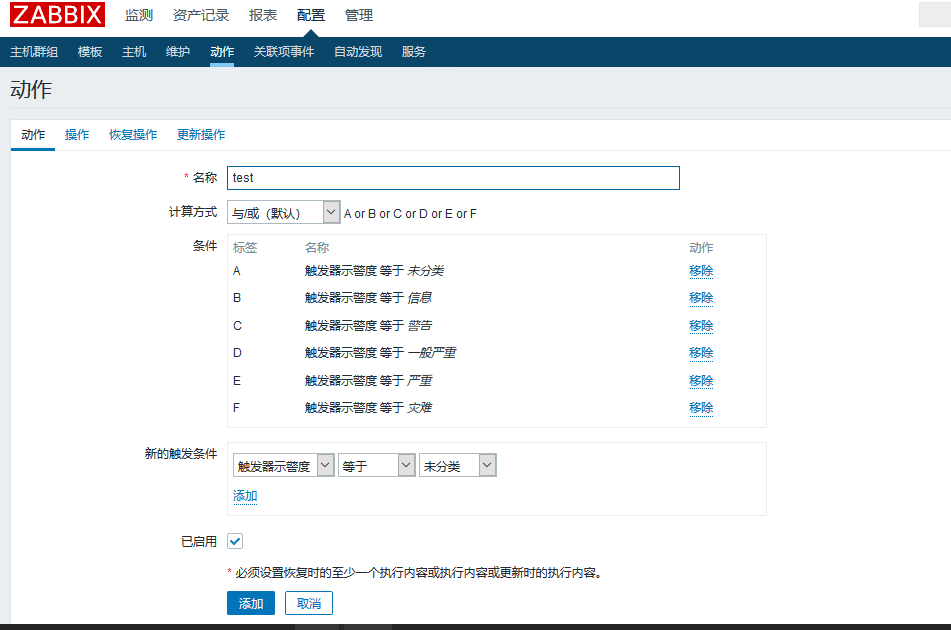 ZABBIX 监测 资产记录 报表 配置 管理
主机群组 模板 主机 维护 动作 关联项事件 自动发现 服务
动作
动作 操作 恢复操作 更新操作
* 名称 test
计算方式 与/或（默认） A or B or C or D or E or F
条件 标签 名称 动作
A 触发器示警度 等于 未分类 移除
B 触发器示警度 等于 信息 移除
C 触发器示警度 等于 警告 移除
D 触发器示警度 等于 一般严重 移除
E 触发器示警度 等于 严重 移除
F 触发器示警度 等于 灾难 移除
新的触发条件 触发器示警度 等于 未分类
添加
已启用
* 必须设置恢复时的至少一个执行内容或执行内容或更新时的执行内容。
添加 取消